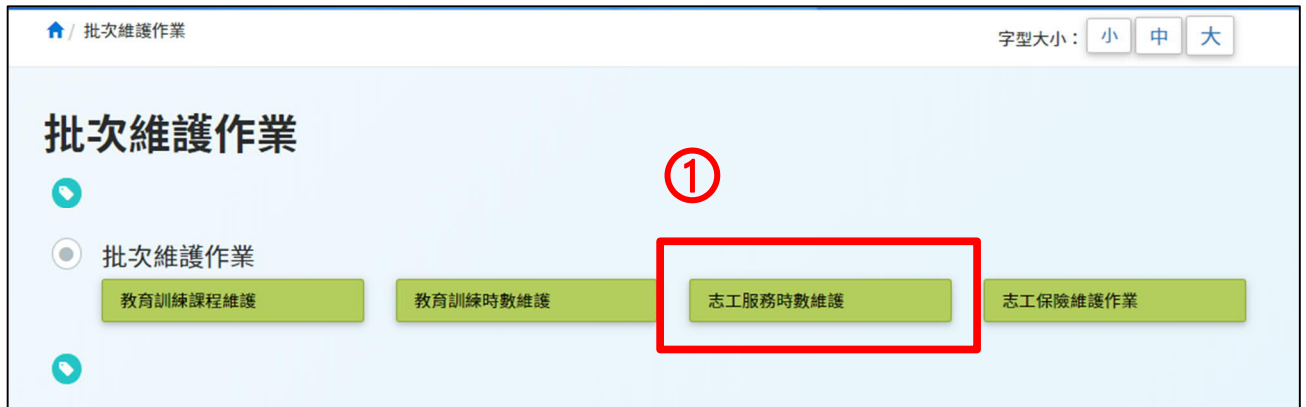 / 批次維護作業
字型大小： 小 中 大
批次維護作業
①
批次維護作業
教育訓練課程維護 教育訓練時數維護 志工服務時數維護 志工保險維護作業